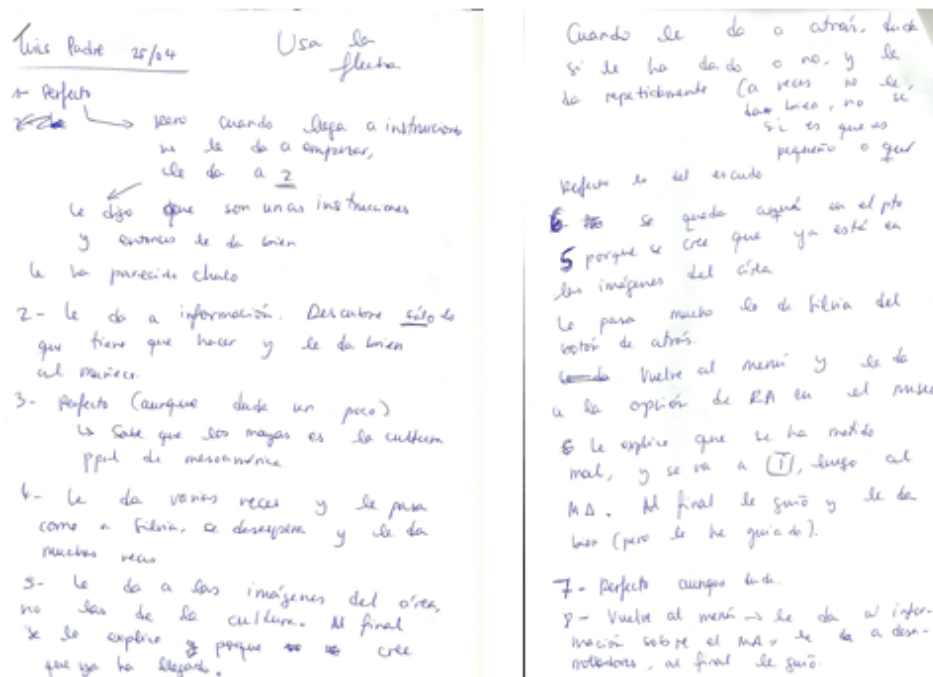 Luis Padre 25/04
Usa la
flecha
1- Perfecto
pero cuando llega a instrucciones
no le da a empezar,
le da a 2
Le digo que son unas instrucciones
y entonces le da bien
Le ha parecido chulo
2- Le da a información. Descubre sólo lo
que tiene que hacer y le da bien
al muñeco
3- Perfecto (aunque duda un poco)
↳ Sabe que los mayas es la cultura
ppal de mesoamérica
4- Le da varias veces y le pasa
como a Silvia, se desespera y le da
muchas veces
5- Le da a las imágenes del área,
no las de la cultura. Al final
se lo explico y porque cree
que ya ha llegado.
Cuando le da a atrás, duda
si le ha dado o no, y le
da repetidamente (a veces no le
da bien, no se
si es que es
pequeño o que
Perfecto lo del escudo
6- se queda en el pto
5 porque se cree que ya está en
las imágenes del área
Le pasa mucho lo de Silvia del
botón de atrás.
Vuelve al menú y le da
a la opción de RA en el museo
6 Le explico que se ha metido
mal, y se va a (I), luego al
MA. Al final le guío y le da
bien (pero le he guiado).
7- Perfecto aunque duda.
8- Vuelve al menú → le da a infor-
mación sobre el MA, le da a desa-
rrolladores, al final le guío.